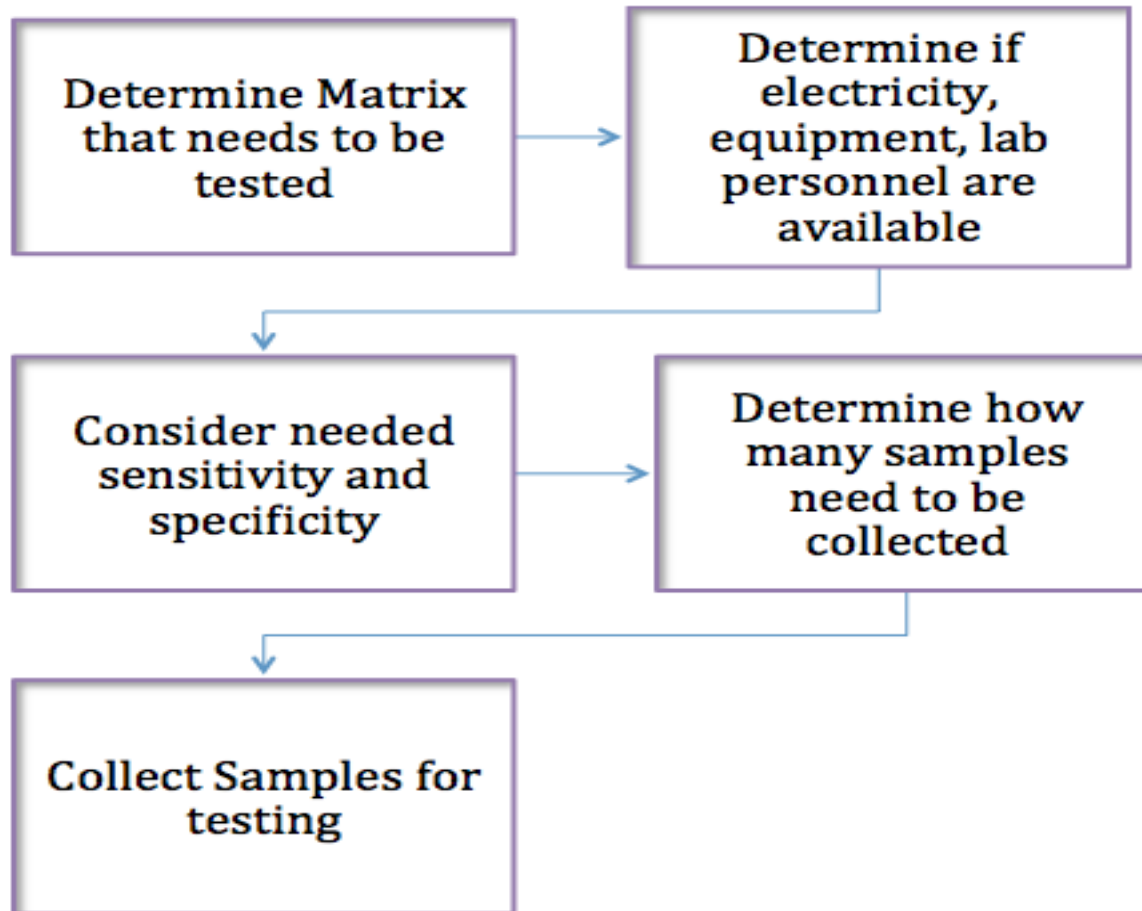 Determine Matrix
that needs to be
tested
Determine if
electricity,
equipment, lab
personnel are
available
Consider needed
sensitivity and
specificity
Determine how
many samples
need to be
collected
Collect Samples for
testing